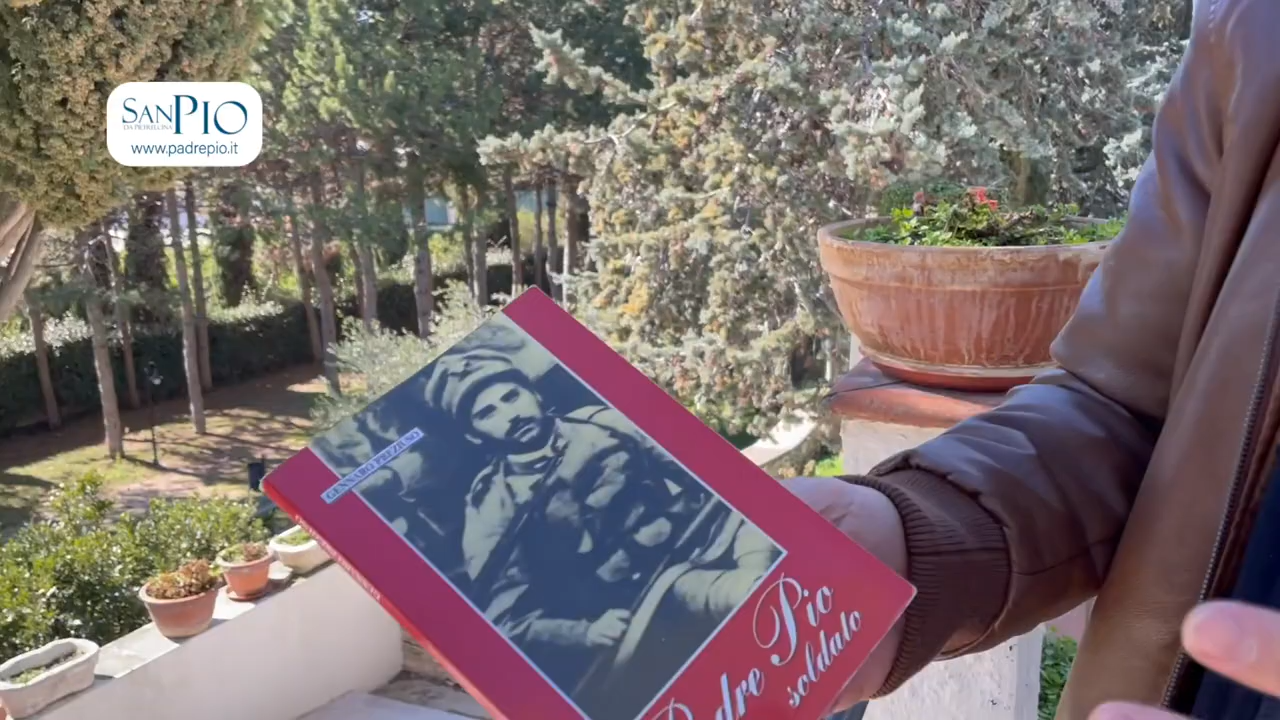 SANPIO
DA PIETRELCINA
www.padrepio.it
GENNARO PREZIUSO
Padre Pio
soldato